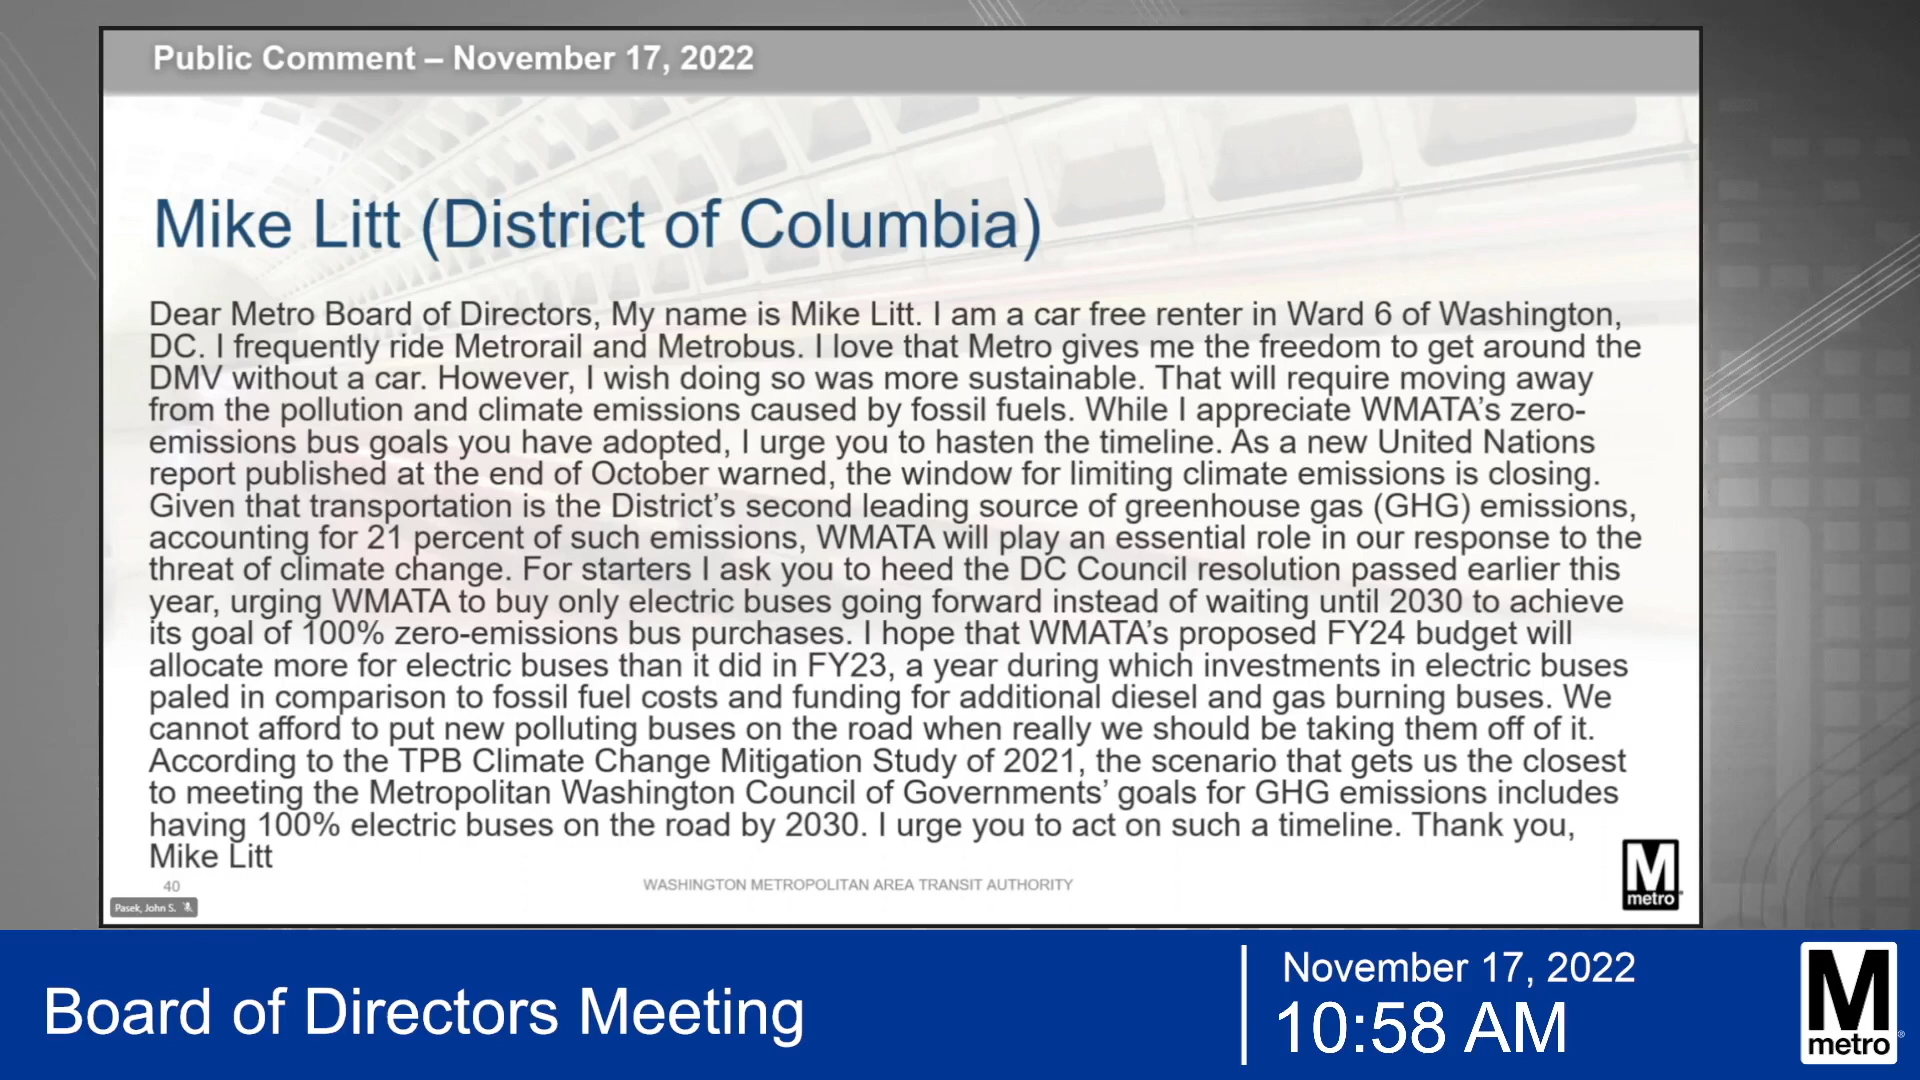 Public Comment – November 17, 2022
Mike Litt (District of Columbia)
Dear Metro Board of Directors, My name is Mike Litt. I am a car free renter in Ward 6 of Washington,
DC. I frequently ride Metrorail and Metrobus. I love that Metro gives me the freedom to get around the
DMV without a car. However, I wish doing so was more sustainable. That will require moving away
from the pollution and climate emissions caused by fossil fuels. While I appreciate WMATA’s zero-
emissions bus goals you have adopted, I urge you to hasten the timeline. As a new United Nations
report published at the end of October warned, the window for limiting climate emissions is closing.
Given that transportation is the District’s second leading source of greenhouse gas (GHG) emissions,
accounting for 21 percent of such emissions, WMATA will play an essential role in our response to the
threat of climate change. For starters I ask you to heed the DC Council resolution passed earlier this
year, urging WMATA to buy only electric buses going forward instead of waiting until 2030 to achieve
its goal of 100% zero-emissions bus purchases. I hope that WMATA’s proposed FY24 budget will
allocate more for electric buses than it did in FY23, a year during which investments in electric buses
paled in comparison to fossil fuel costs and funding for additional diesel and gas burning buses. We
cannot afford to put new polluting buses on the road when really we should be taking them off of it.
According to the TPB Climate Change Mitigation Study of 2021, the scenario that gets us the closest
to meeting the Metropolitan Washington Council of Governments’ goals for GHG emissions includes
having 100% electric buses on the road by 2030. I urge you to act on such a timeline. Thank you,
Mike Litt
40
WASHINGTON METROPOLITAN AREA TRANSIT AUTHORITY
M
metro
Pasek, John S.
Board of Directors Meeting
November 17, 2022
10:58 AM
M
metro®